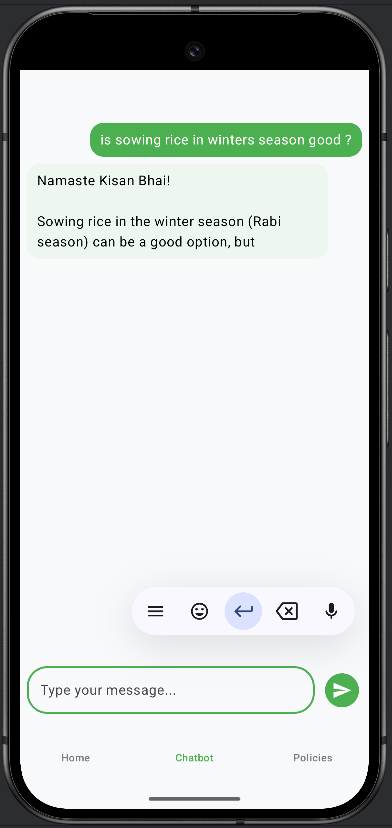 is sowing rice in winters season good ?
Namaste Kisan Bhai!
Sowing rice in the winter season (Rabi
season) can be a good option, but
Type your message...
Home
Chatbot
Policies